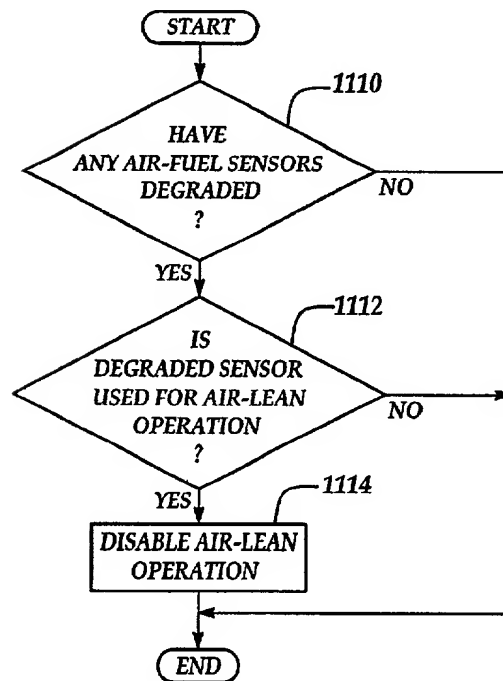 START
1110
HAVE
ANY AIR-FUEL SENSORS
DEGRADED
?
NO
YES
1112
IS
DEGRADED SENSOR
USED FOR AIR-LEAN
OPERATION
?
NO
YES
1114
DISABLE AIR-LEAN
OPERATION
END